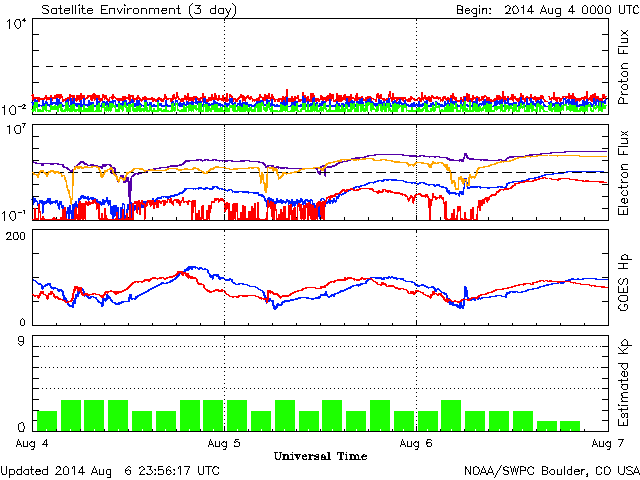 Satellite Environment (3 day) Begin: 2014 Aug 4 0000 UTC
10^4
10^-2
Proton Flux
10^7
10^-1
Electron Flux
200
0
GOES Hp
9
0
Estimated Kp
Aug 4 Aug 5 Aug 6 Aug 7
Universal Time
Updated 2014 Aug 6 23:56:17 UTC NOAA/SWPC Boulder, CO USA